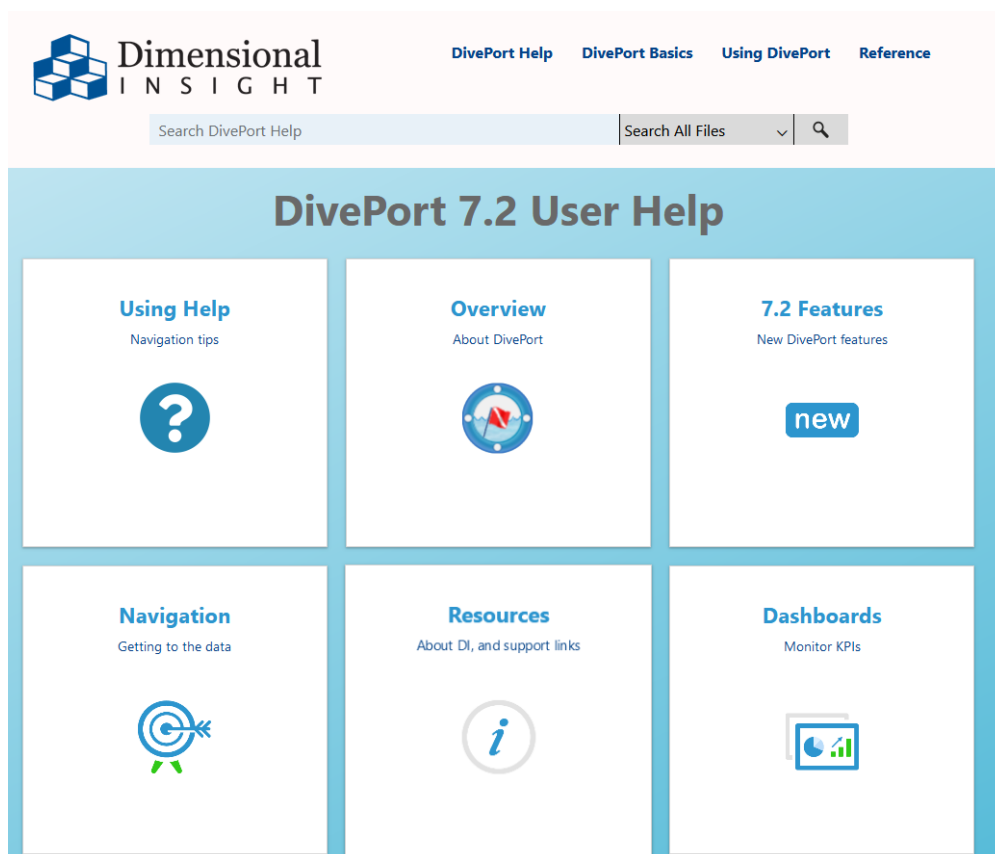 Dimensional
INSIGHT
DivePort Help DivePort Basics Using DivePort Reference
Search DivePort Help Search All Files
DivePort 7.2 User Help
Using Help
Navigation tips
Overview
About DivePort
7.2 Features
New DivePort features
?
new
Navigation
Getting to the data
Resources
About DI, and support links
Dashboards
Monitor KPIs
i